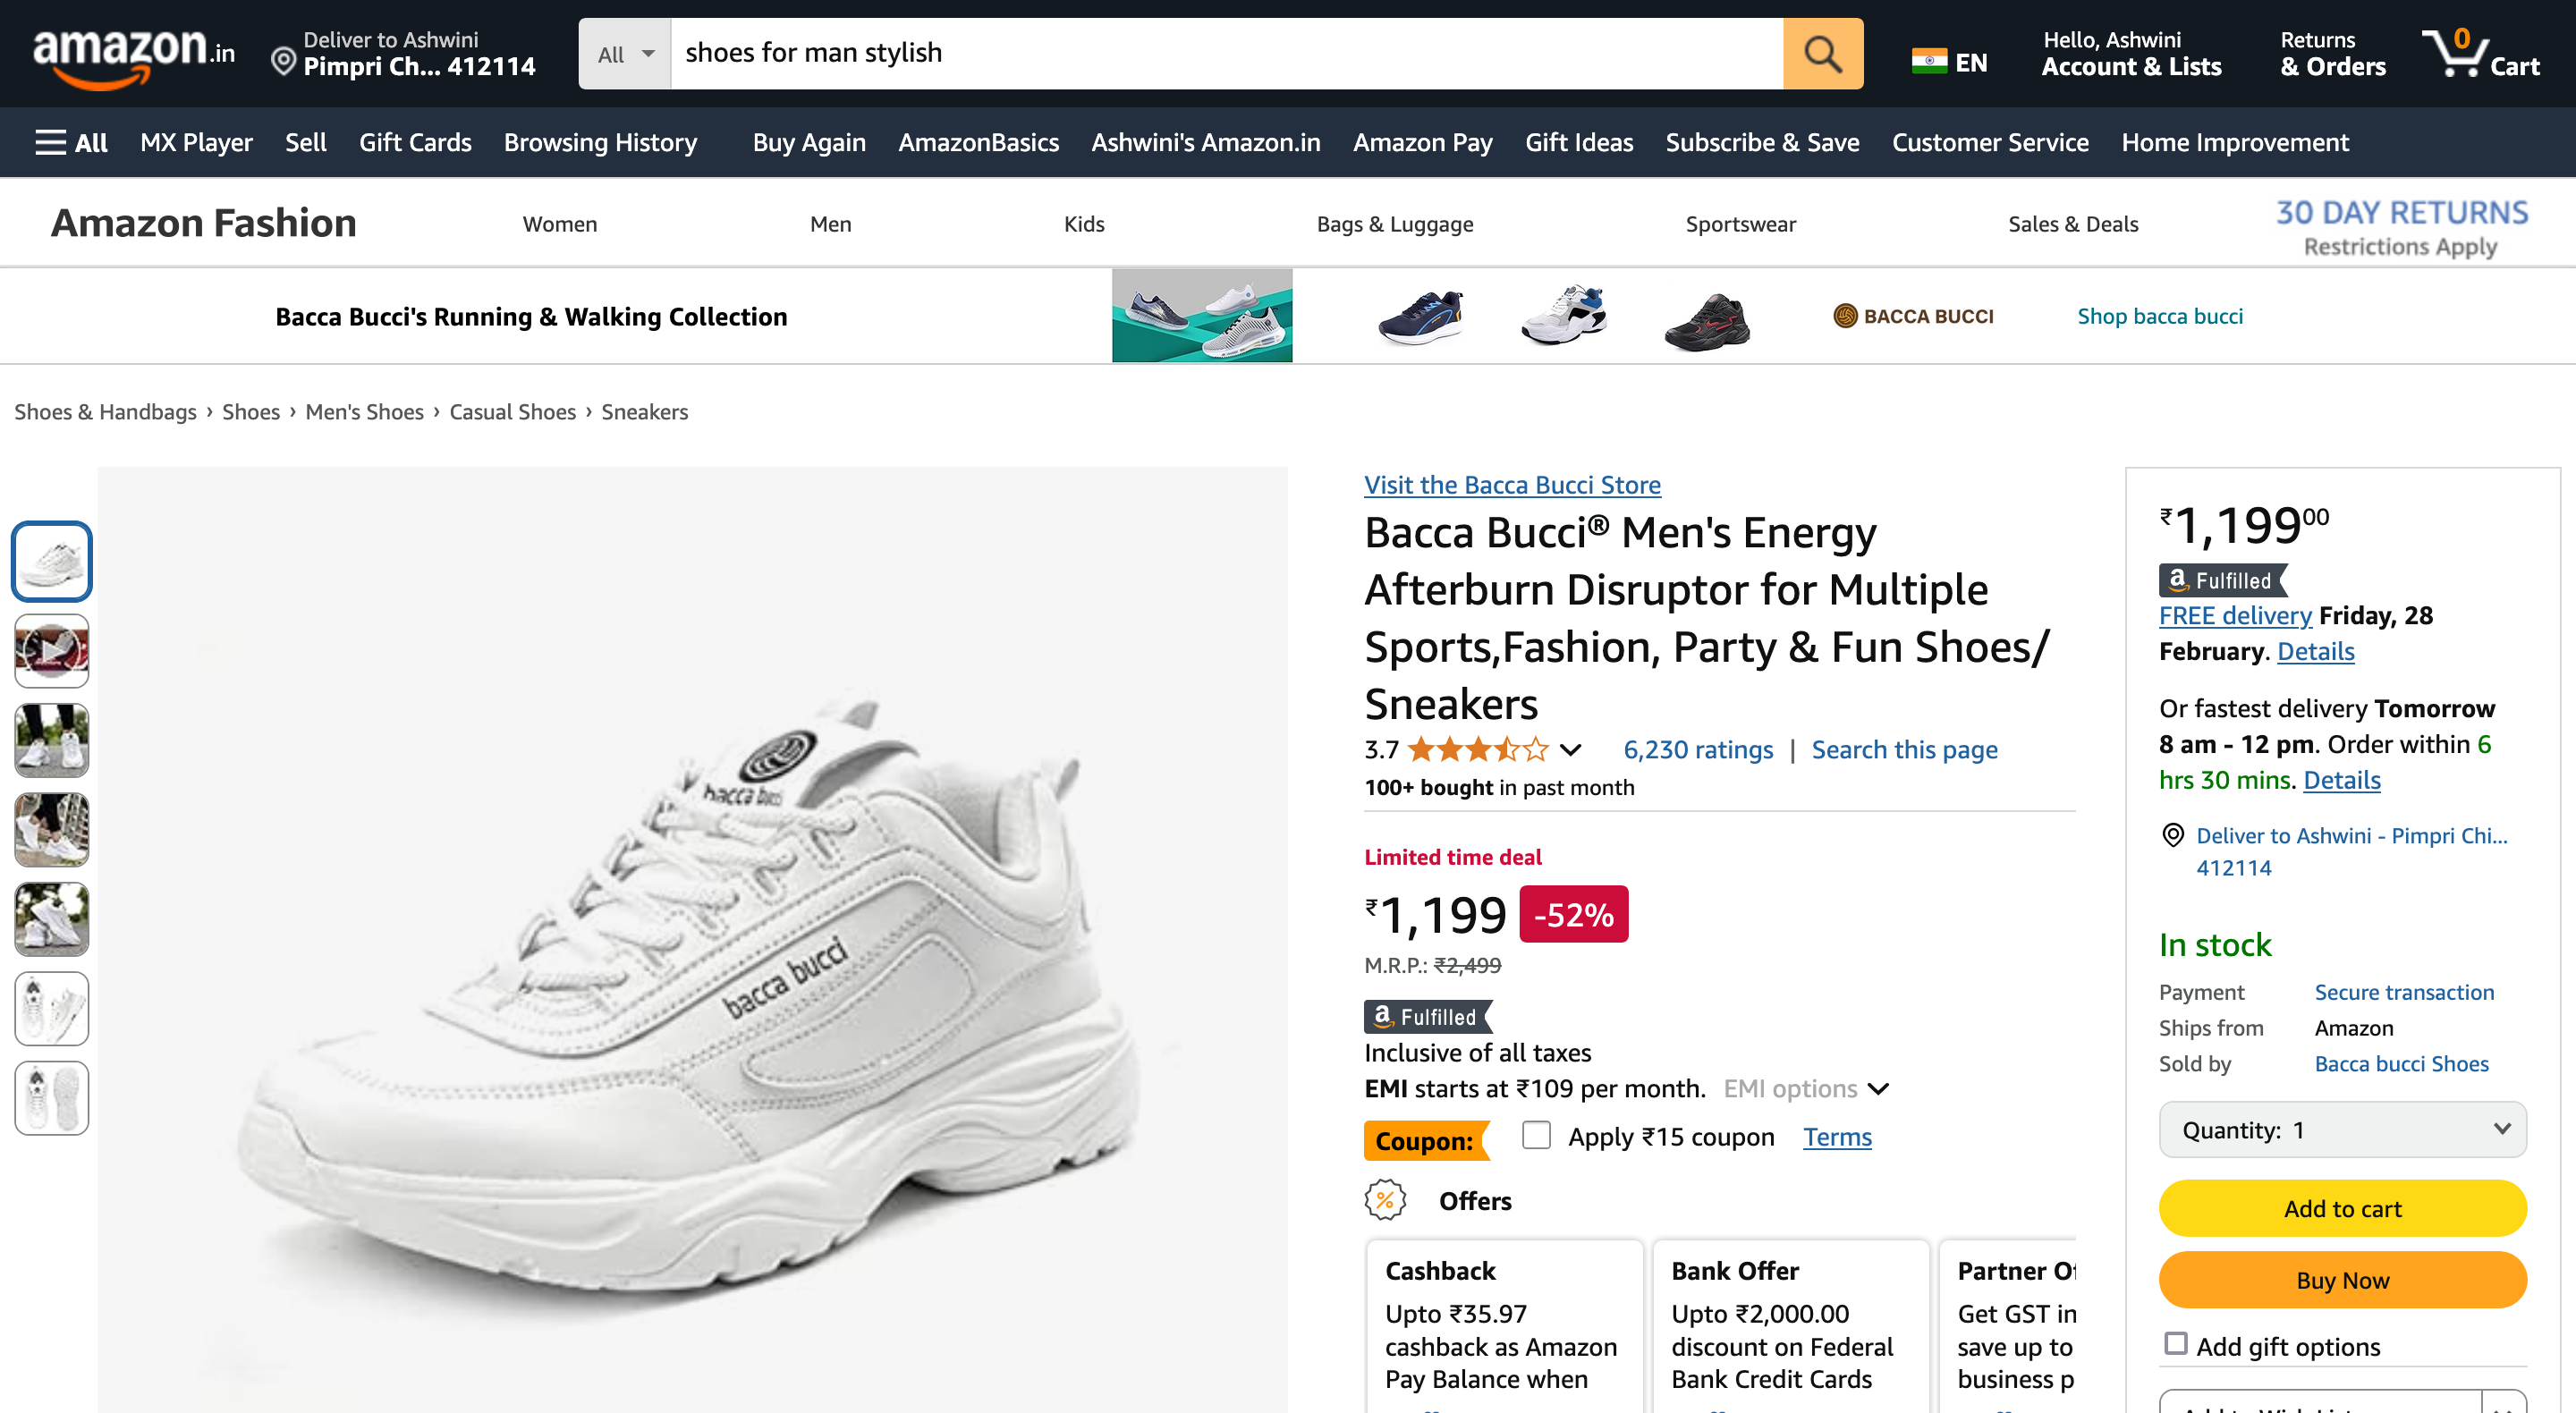 amazon.in
Deliver to Ashwini
Pimpri Ch... 412114
All
shoes for man stylish
EN
Hello, Ashwini
Account & Lists
Returns
& Orders
0
Cart
All MX Player Sell Gift Cards Browsing History Buy Again AmazonBasics Ashwini's Amazon.in Amazon Pay Gift Ideas Subscribe & Save Customer Service Home Improvement
Amazon Fashion Women Men Kids Bags & Luggage Sportswear Sales & Deals
30 DAY RETURNS
Restrictions Apply
Bacca Bucci's Running & Walking Collection
BACCA BUCCI
Shop bacca bucci
Shoes & Handbags › Shoes › Men's Shoes › Casual Shoes › Sneakers
bacca bucci
bacca bucci
Visit the Bacca Bucci Store
Bacca Bucci® Men's Energy
Afterburn Disruptor for Multiple
Sports,Fashion, Party & Fun Shoes/
Sneakers
3.7 6,230 ratings | Search this page
100+ bought in past month
Limited time deal
₹1,199 -52%
M.R.P.: ₹2,499
a Fulfilled
Inclusive of all taxes
EMI starts at ₹109 per month. EMI options
Coupon: Apply ₹15 coupon Terms
% Offers
Cashback
Upto ₹35.97
cashback as Amazon
Pay Balance when
Bank Offer
Upto ₹2,000.00
discount on Federal
Bank Credit Cards
Partner
Get GST in
save up to
business p
₹1,19900
a Fulfilled
FREE delivery Friday, 28
February. Details
Or fastest delivery Tomorrow
8 am - 12 pm. Order within 6
hrs 30 mins. Details
Deliver to Ashwini - Pimpri Chi...
412114
In stock
Payment Secure transaction
Ships from Amazon
Sold by Bacca bucci Shoes
Quantity: 1
Add to cart
Buy Now
Add gift options